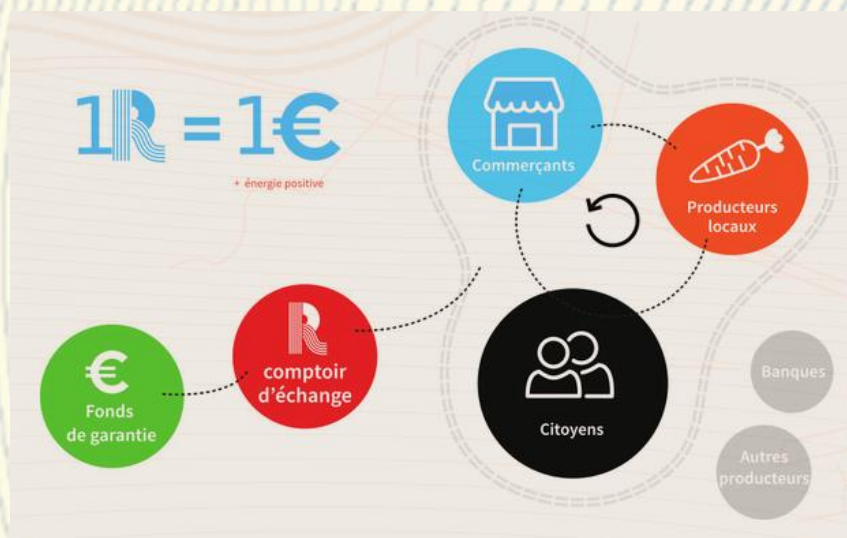 1R = 1€
+ énergie positive
Commerçants
Producteurs
locaux
R
comptoir
d'échange
€
Fonds
de garantie
Citoyens
Banques
Autres
producteurs